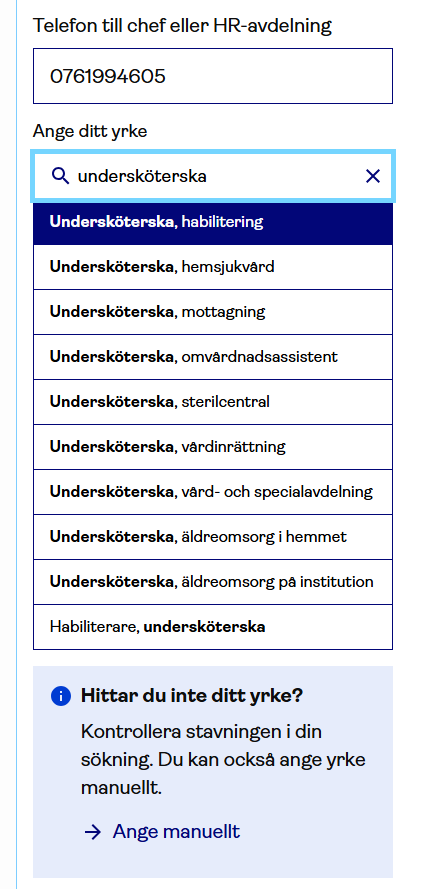 Telefon till chef eller HR-avdelning
0761994605
Ange ditt yrke
undersköterska
Undersköterska, habilitering
Undersköterska, hemsjukvård
Undersköterska, mottagning
Undersköterska, omvårdnadsassistent
Undersköterska, sterilcentral
Undersköterska, vårdinrättning
Undersköterska, vård- och specialavdelning
Undersköterska, äldreomsorg i hemmet
Undersköterska, äldreomsorg på institution
Habiliterare, undersköterska
Hittar du inte ditt yrke?
Kontrollera stavningen i din
sökning. Du kan också ange yrke
manuellt.
Ange manuellt